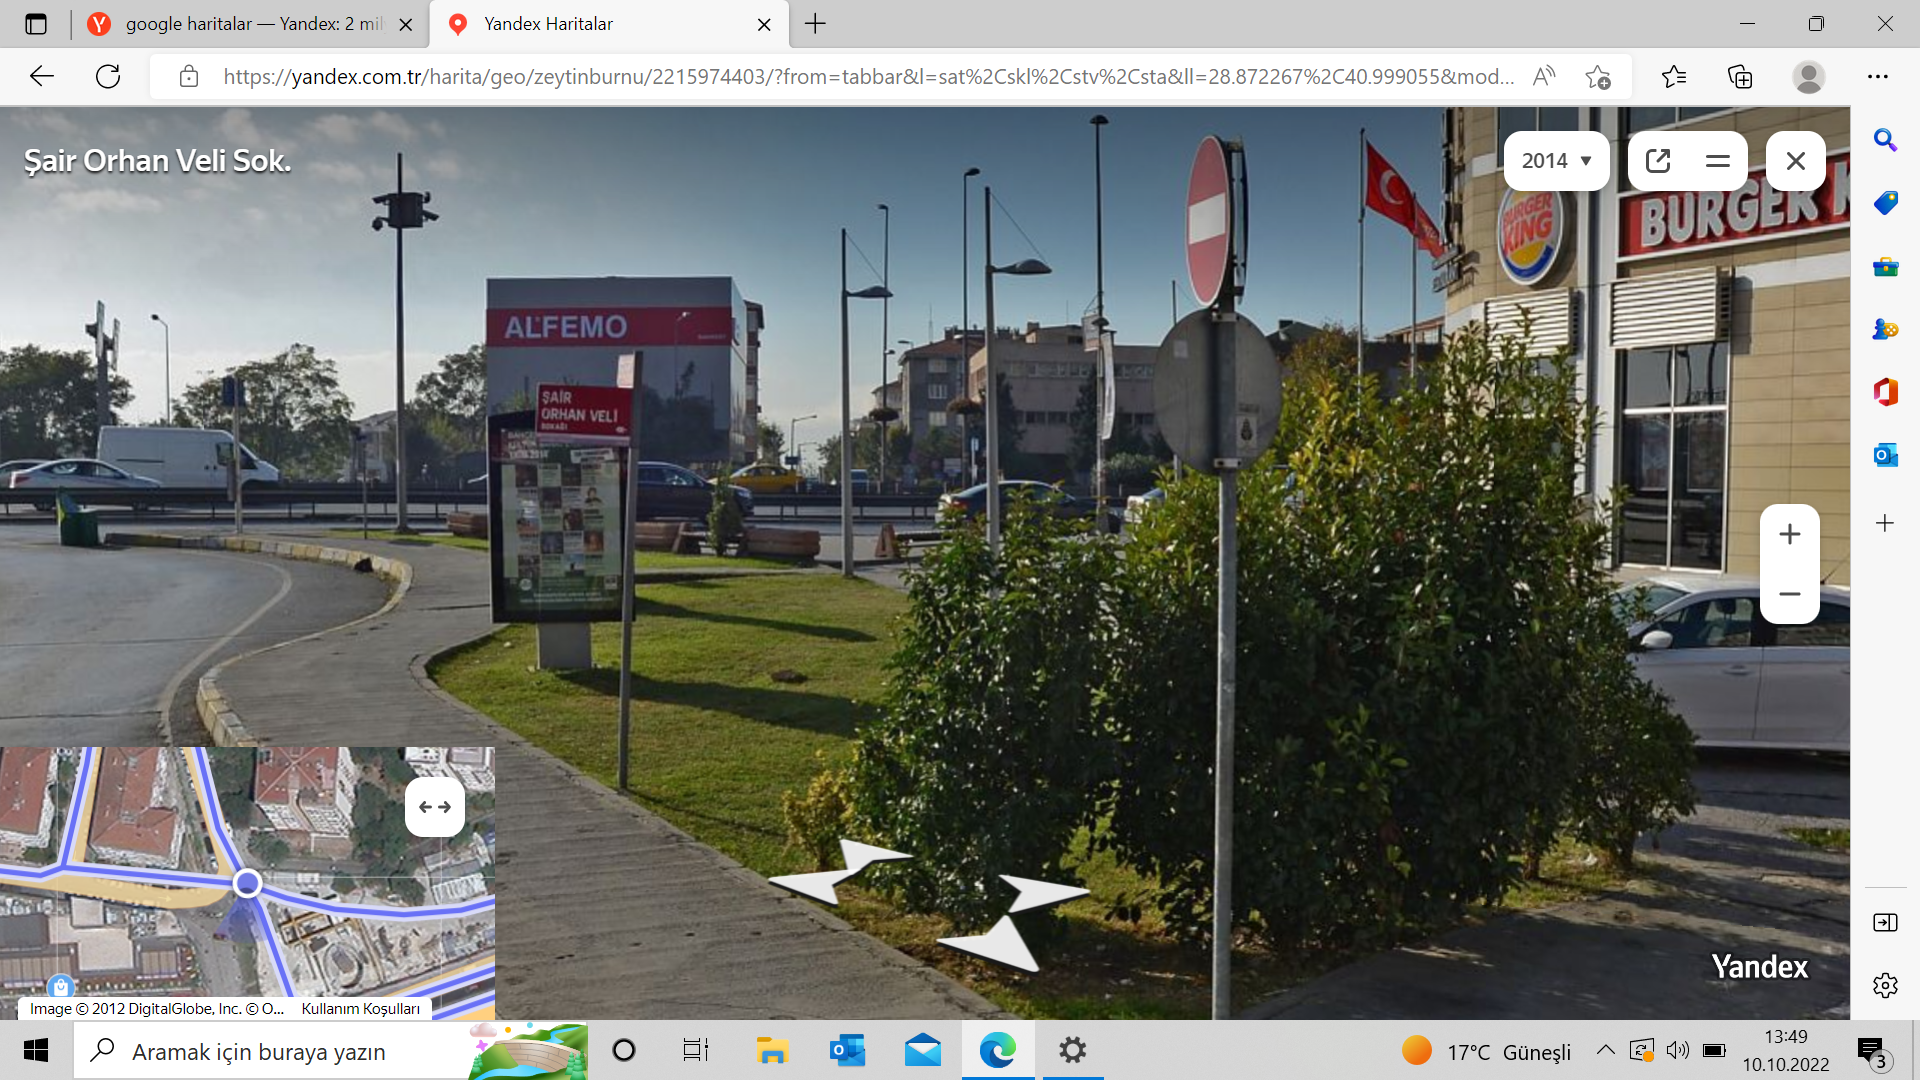 google haritalar — Yandex: 2 mil
Yandex Haritalar
https://yandex.com.tr/harita/geo/zeytinburnu/2215974403/?from=tabbar&l=sat%2Cskl%2Cstv%2Csta&ll=28.872267%2C40.999055&mod...
Şair Orhan Veli Sok.
2014
BURGER KING
BURGER K
ALFEMO
ŞAİR
ORHAN VELİ
SOKAĞI
Yandex
Image © 2012 DigitalGlobe, Inc. © O...
Kullanım Koşulları
Aramak için buraya yazın
17°C Güneşli
13:49
10.10.2022
3